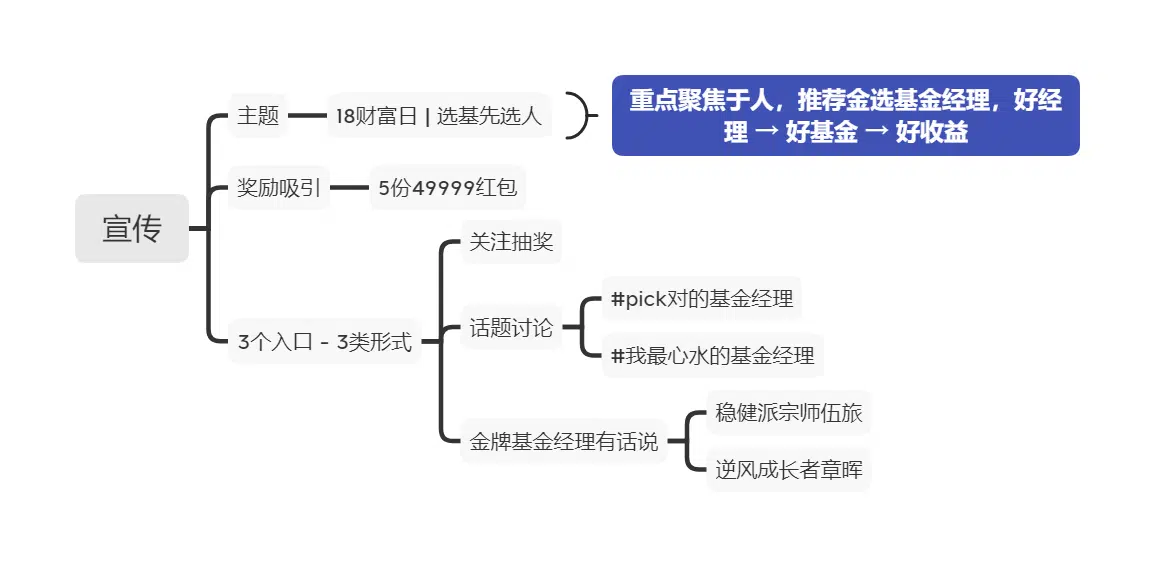 宣传
主题
18财富日 | 选基先选人
重点聚焦于人，推荐金选基金经理，好经
理 → 好基金 → 好收益
奖励吸引
5份49999红包
3个入口 - 3类形式
关注抽奖
话题讨论
#pick对的基金经理
#我最心水的基金经理
金牌基金经理有话说
稳健派宗师伍旅
逆风成长者章晖